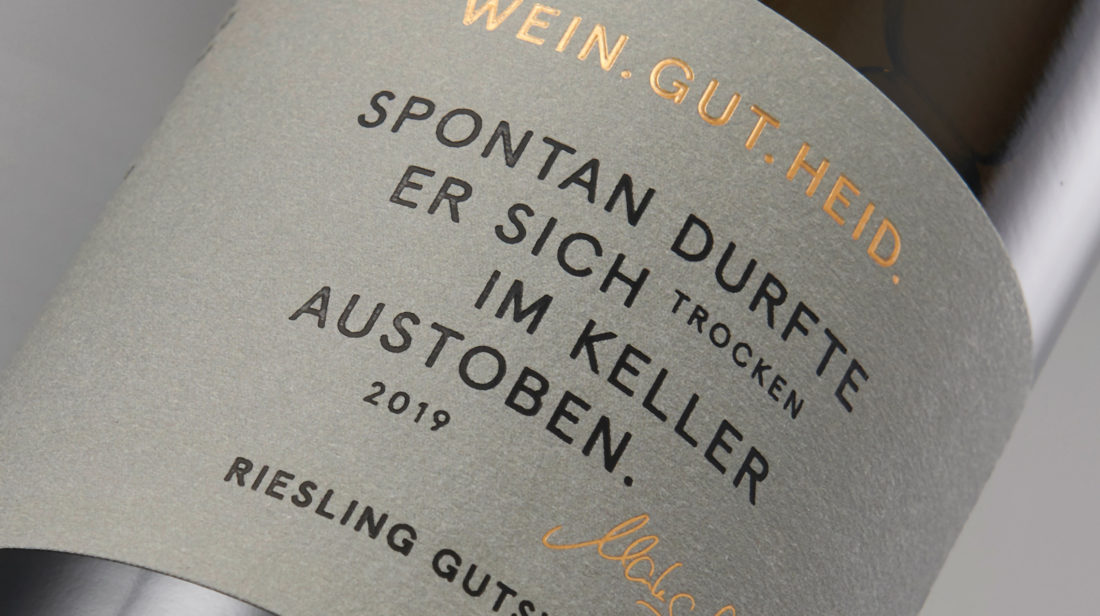 WEIN.GUT.HEID.
SPONTAN DURFTE
ER SICH TROCKEN
IM KELLER
AUSTOBEN.
2019
RIESLING